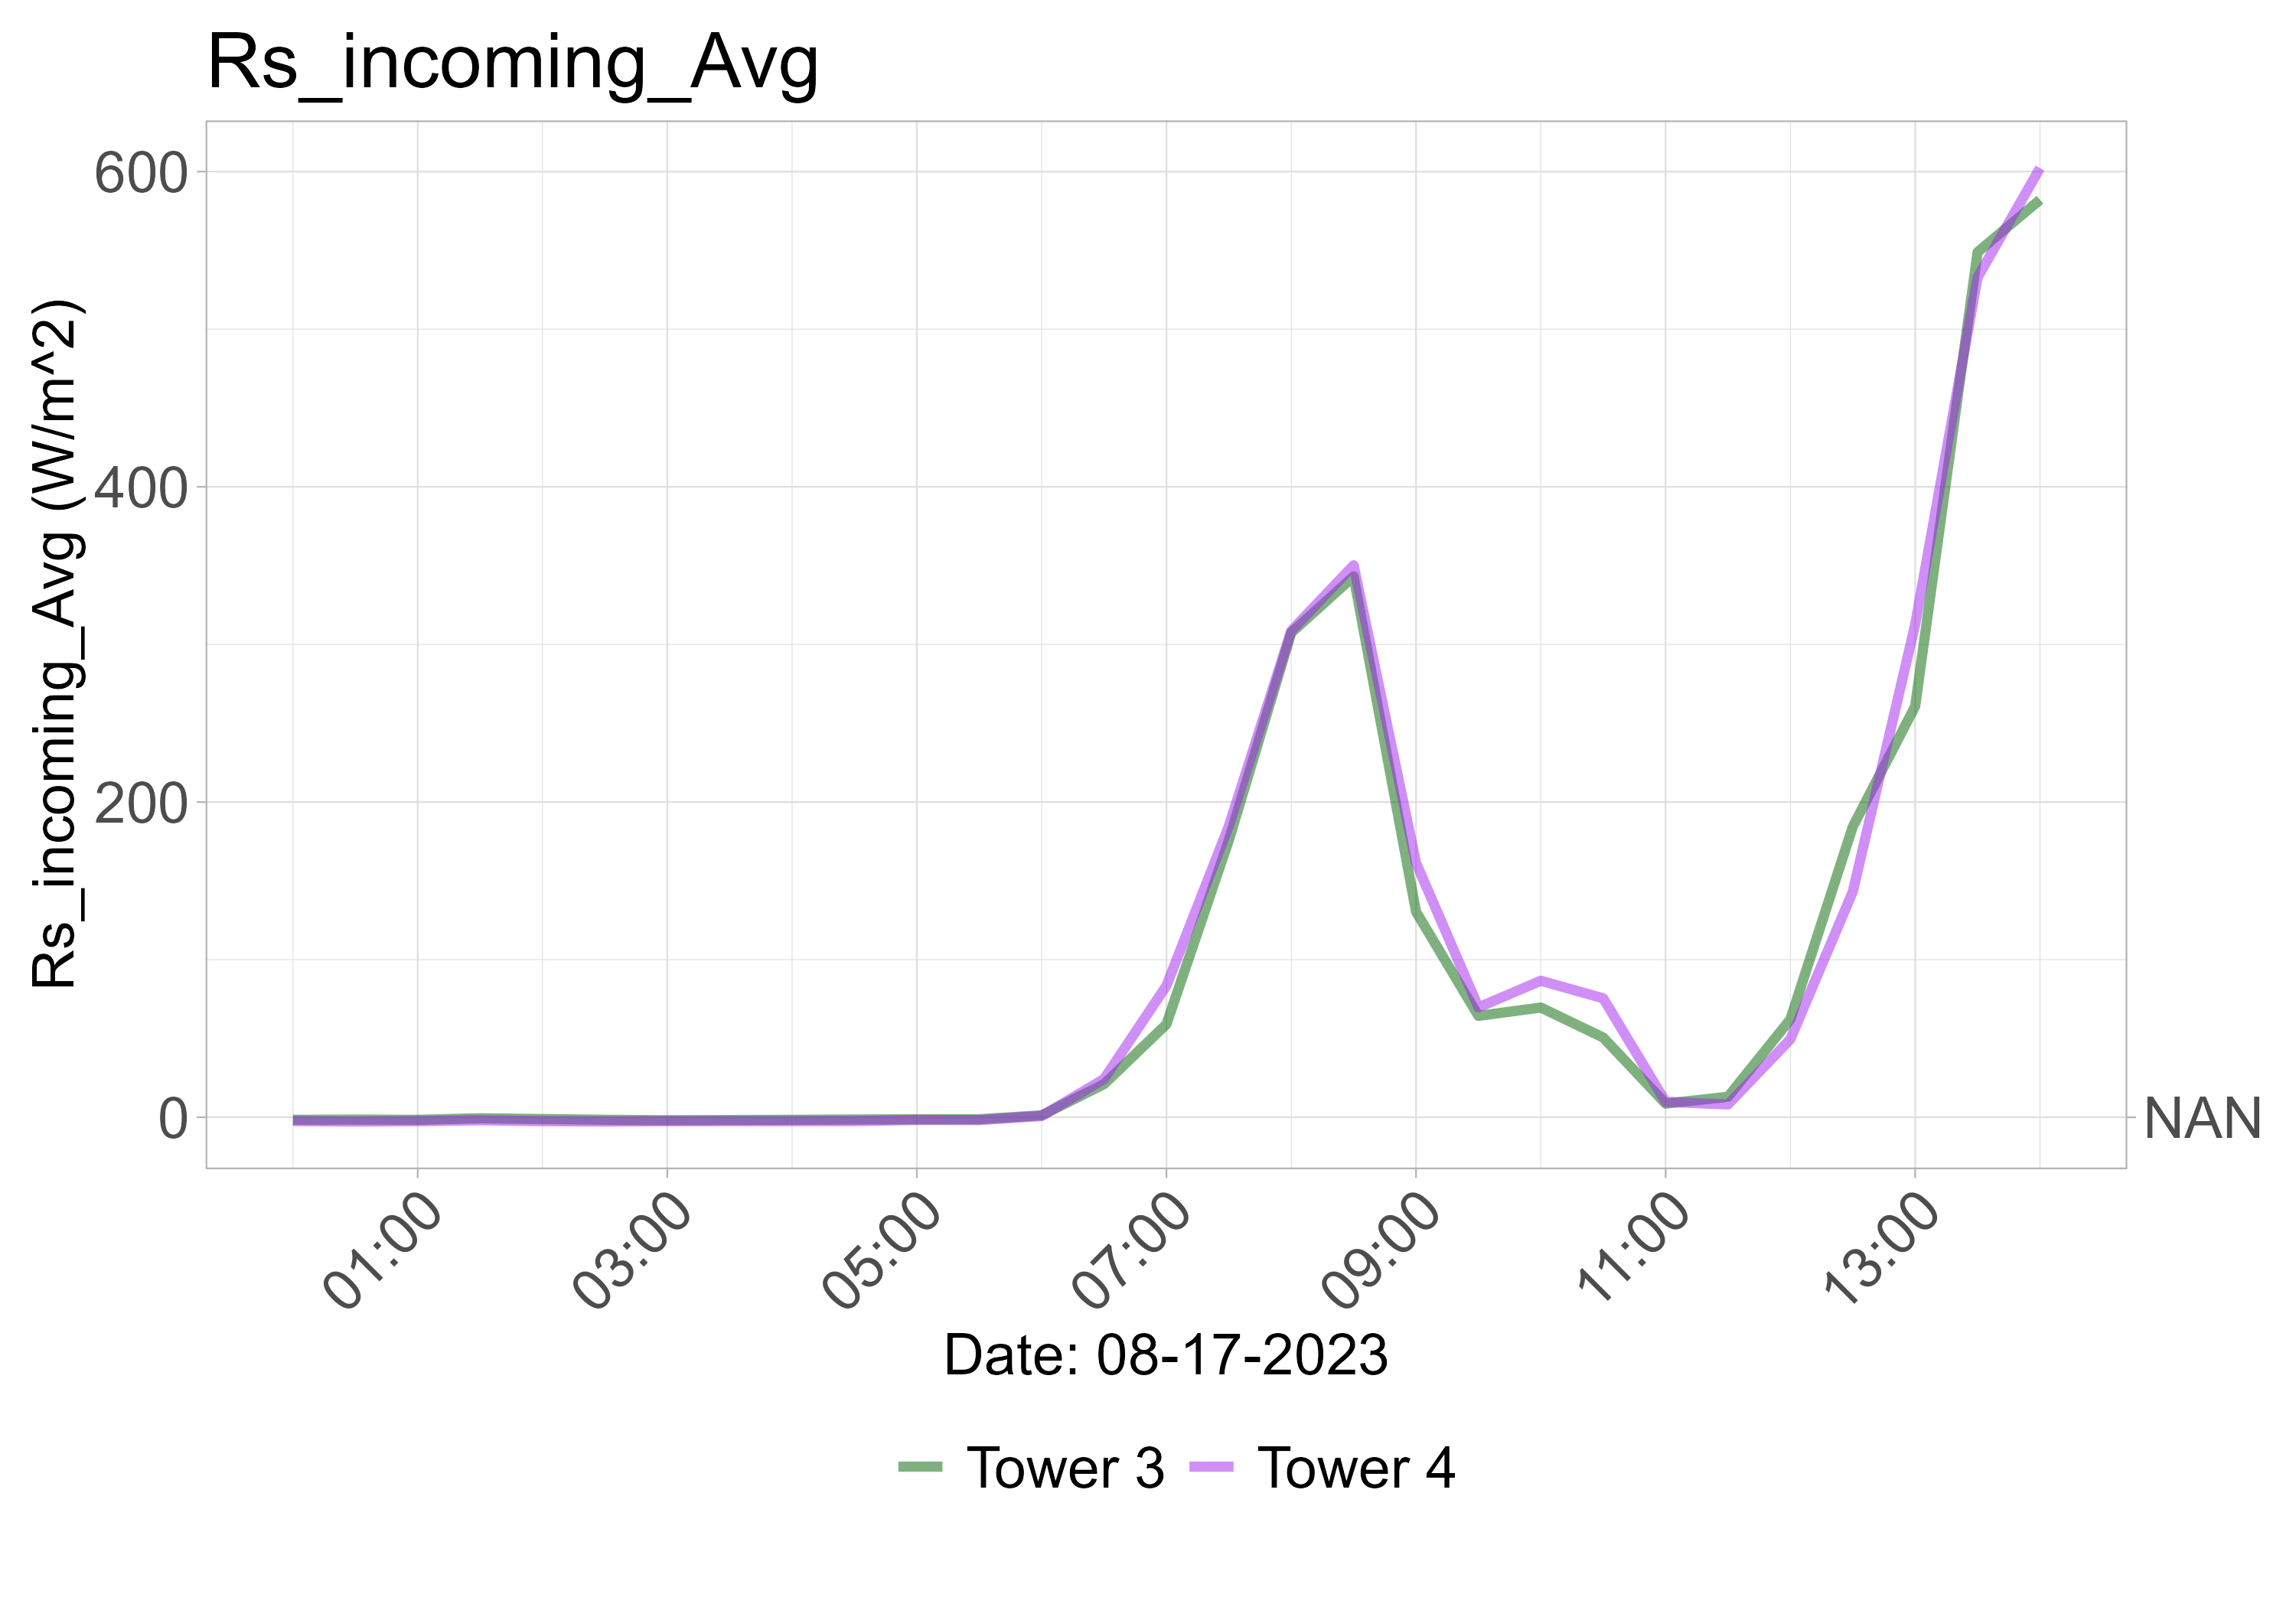 Rs_incoming_Avg
Rs_incoming_Avg (W/m^2)
600
400
200
0
NAN
01:00
03:00
05:00
07:00
09:00
11:00
13:00
Date: 08-17-2023
Tower 3
Tower 4